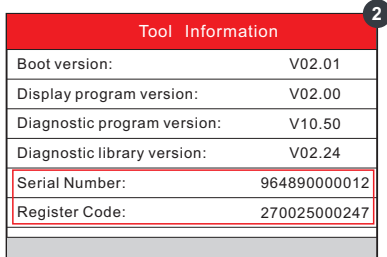 2
Tool Information
Boot version: V02.01
Display program version: V02.00
Diagnostic program version: V10.50
Diagnostic library version: V02.24
Serial Number: 964890000012
Register Code: 270025000247